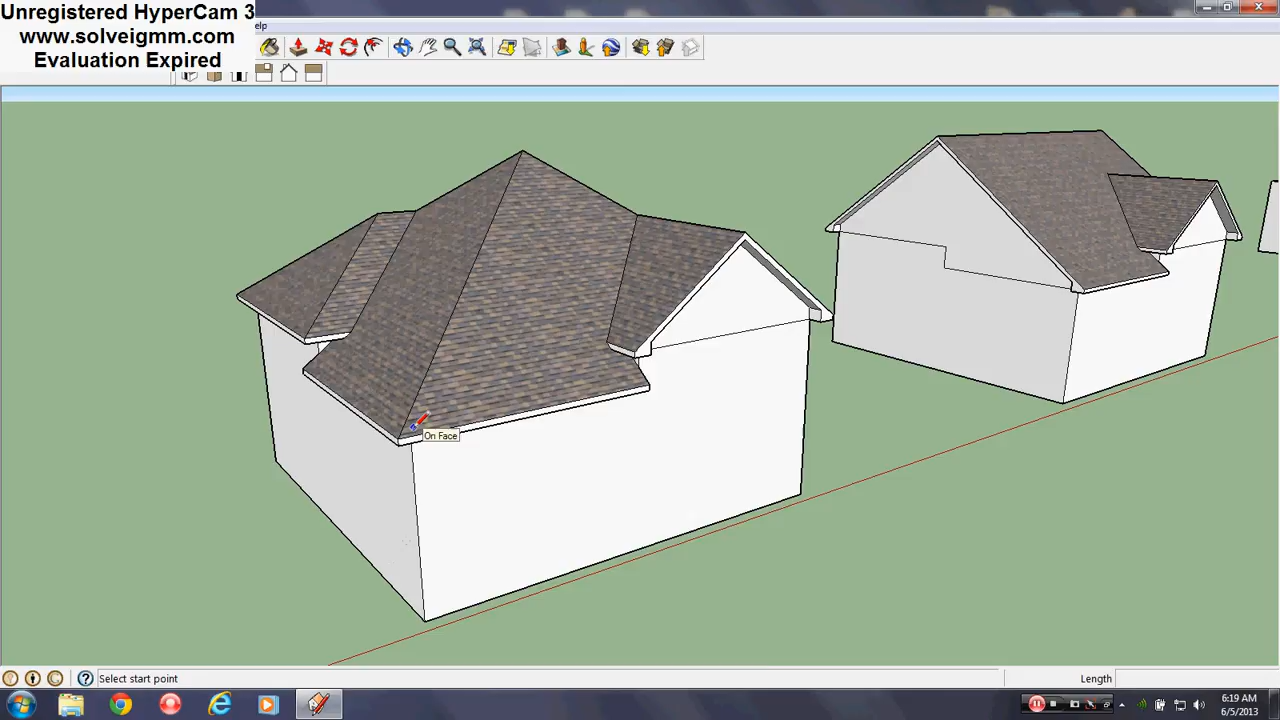 Unregistered HyperCam 3
www.solveigmm.com
Evaluation Expired
elp
On Face
Select start point
Length
6:19 AM
6/5/2013